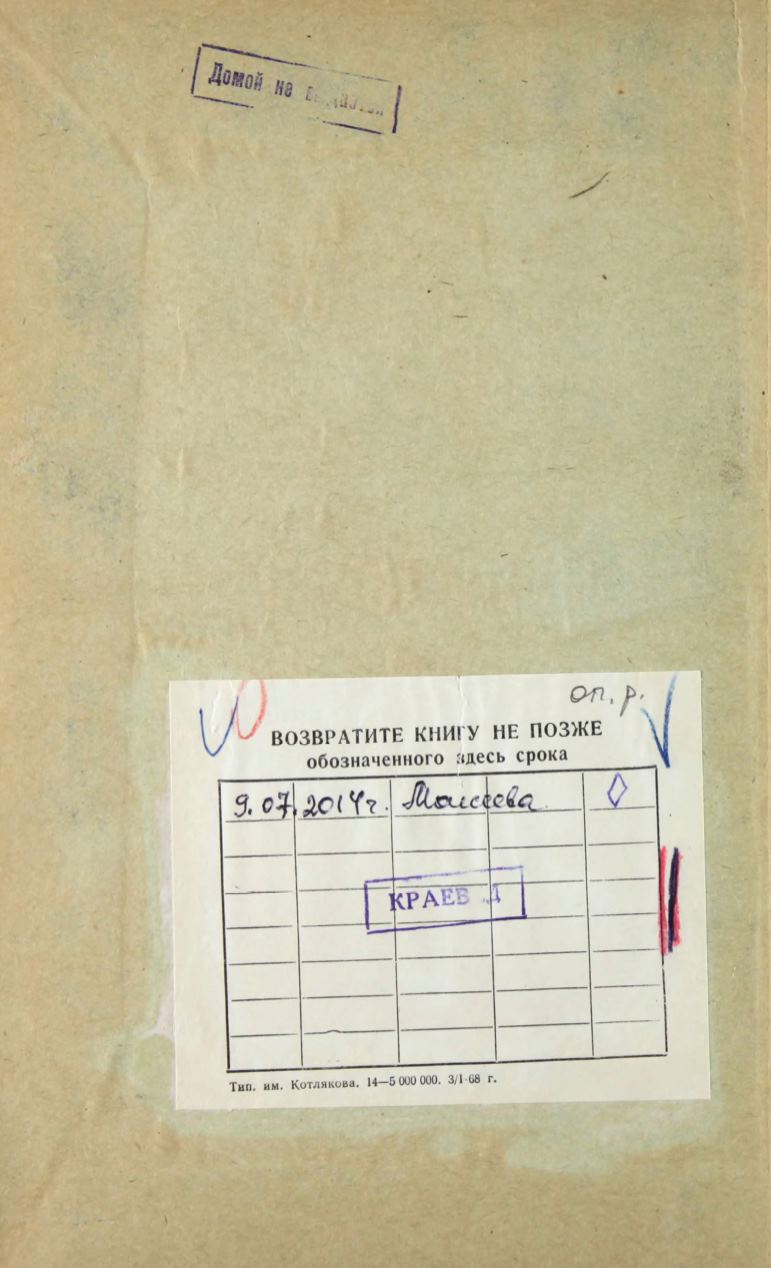 Домой не
оп. р.
ВОЗВРАТИТЕ КНИГУ НЕ ПОЗЖЕ
обозначенного здесь срока
9.07.2014г. Моисеева
КРАЕВ
Тип. им. Котлякова. 14—5 000 000. 3/1-68 г.